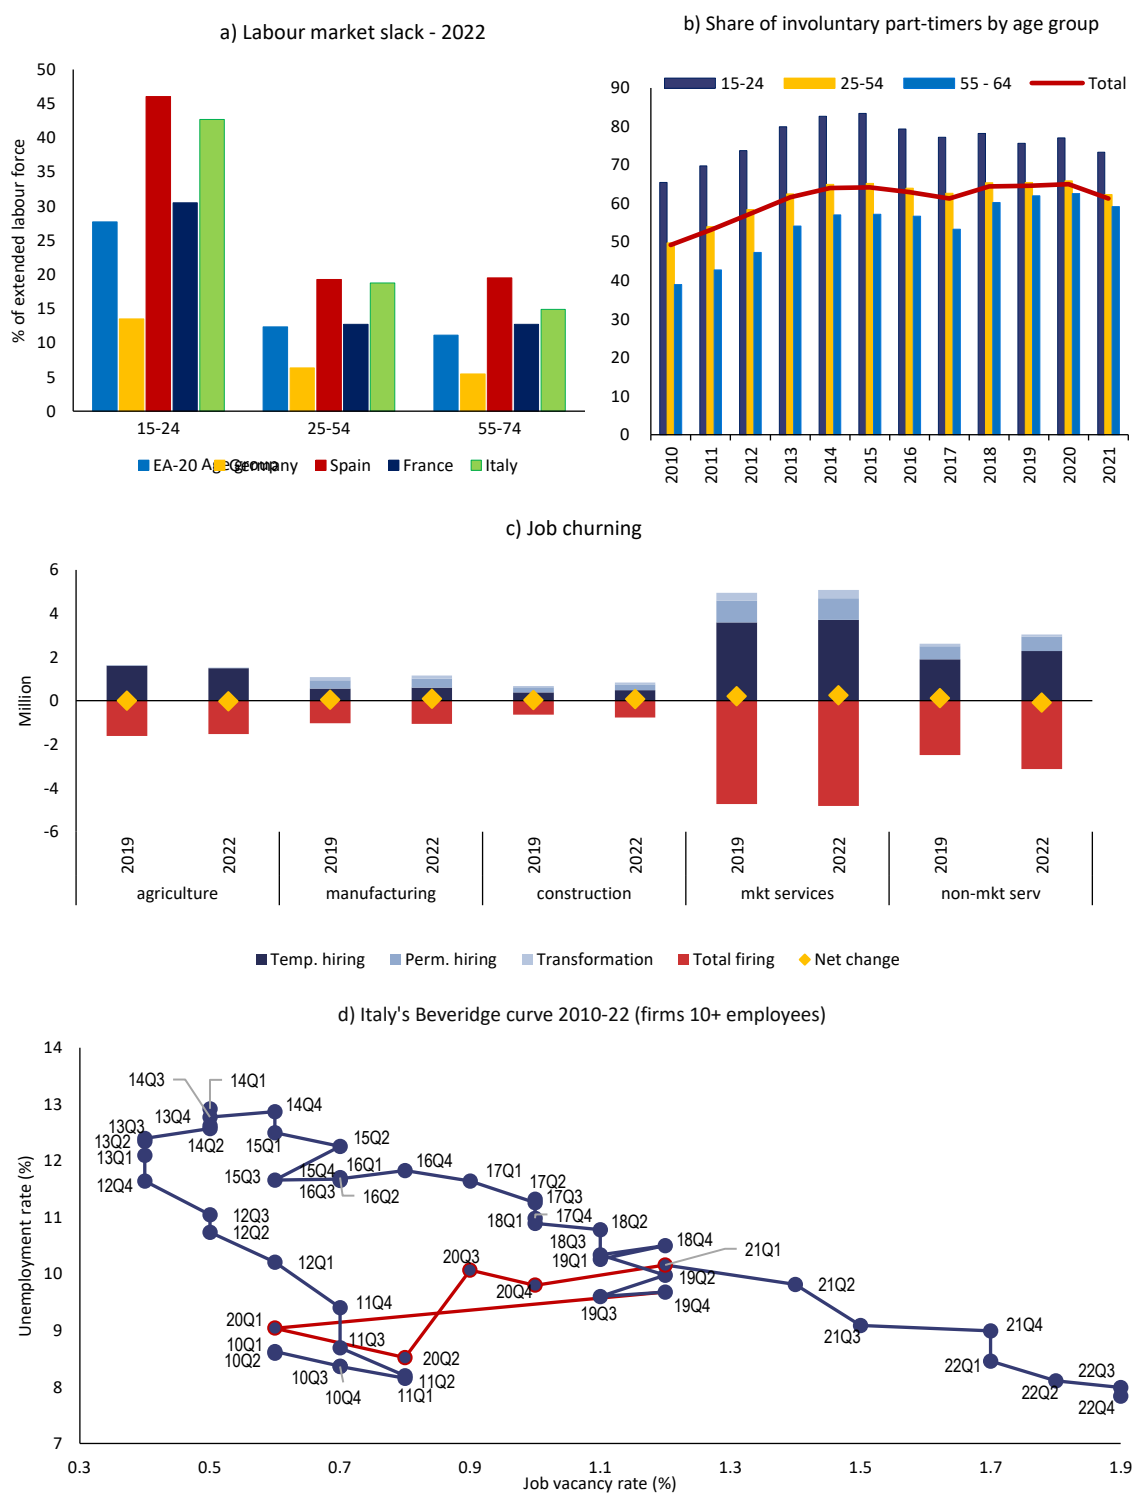 a) Labour market slack - 2022
% of extended labour force
50
45
40
35
30
25
20
15
10
5
0
15-24
25-54
55-74
Age group
EA-20
Germany
Spain
France
Italy
b) Share of involuntary part-timers by age group
15-24
25-54
55 - 64
Total
90
80
70
60
50
40
30
20
10
0
2010
2011
2012
2013
2014
2015
2016
2017
2018
2019
2020
2021
c) Job churning
Million
6
4
2
0
-2
-4
-6
2019
2022
2019
2022
2019
2022
2019
2022
2019
2022
agriculture
manufacturing
construction
mkt services
non-mkt serv
Temp. hiring
Perm. hiring
Transformation
Total firing
Net change
d) Italy's Beveridge curve 2010-22 (firms 10+ employees)
Unemployment rate (%)
14
13
12
11
10
9
8
7
14Q3
14Q1
13Q4
14Q4
13Q3
13Q2
14Q2
15Q1
15Q2
13Q1
12Q4
15Q3
15Q4
16Q1
16Q4
17Q1
16Q3
16Q2
17Q2
17Q3
17Q4
18Q1
18Q2
12Q3
12Q2
18Q3
18Q4
12Q1
20Q3
19Q1
21Q1
20Q4
19Q2
21Q2
11Q4
19Q3
19Q4
20Q1
21Q3
21Q4
10Q1
10Q2
11Q3
20Q2
10Q3
10Q4
11Q2
11Q1
22Q1
22Q2
22Q3
22Q4
0.3
0.5
0.7
0.9
1.1
1.3
1.5
1.7
1.9
Job vacancy rate (%)